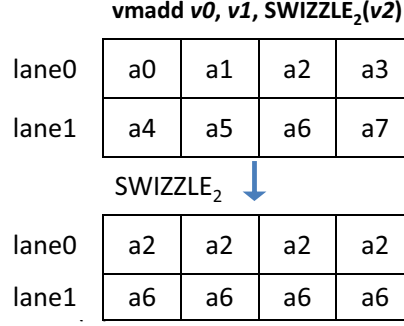 vmadd v0, v1, SWIZZLE₂(v2)
lane0 a0 a1 a2 a3
lane1 a4 a5 a6 a7
SWIZZLE₂
lane0 a2 a2 a2 a2
lane1 a6 a6 a6 a6